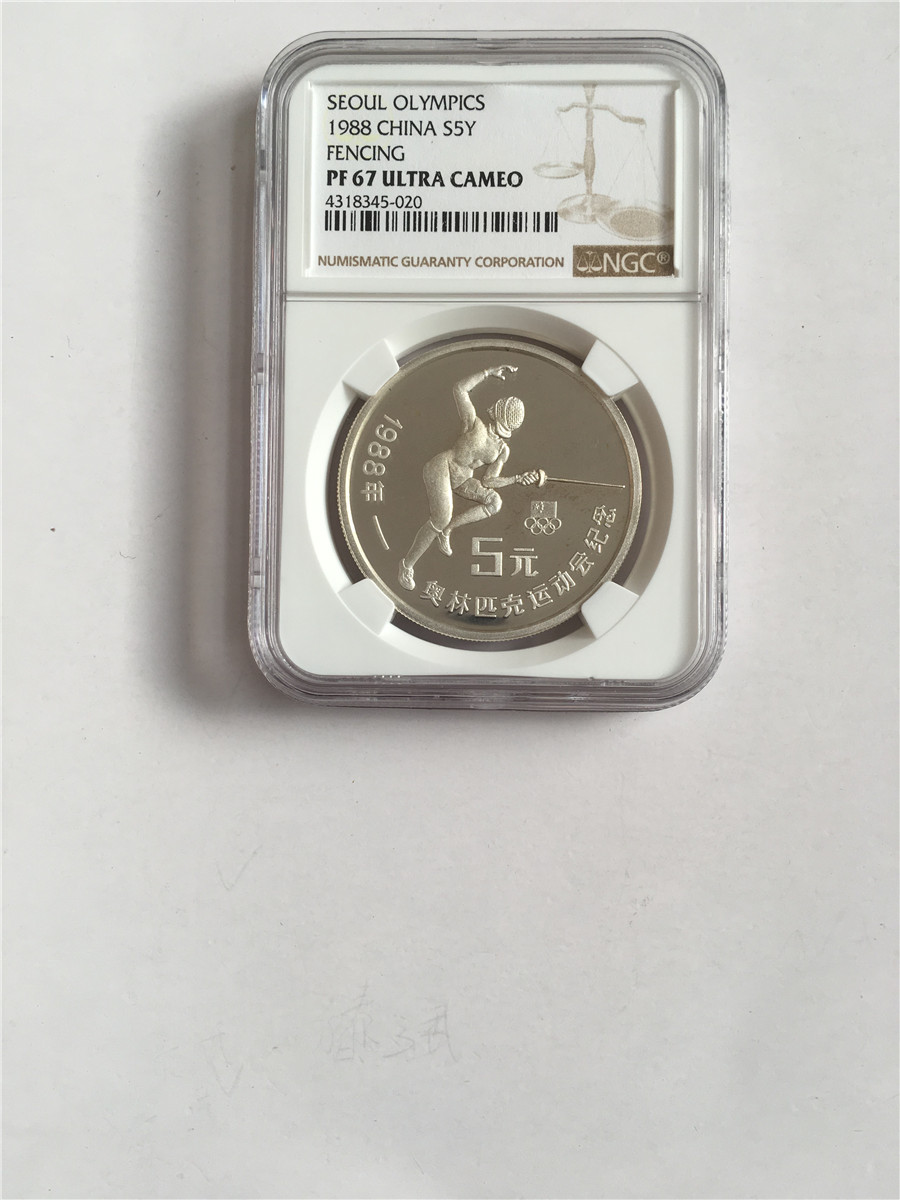 SEOUL OLYMPICS
1988 CHINA S5Y
FENCING
PF 67 ULTRA CAMEO
4318345-020
NUMISMATIC GUARANTY CORPORATION
NGC®
1988年—
5元
奥林匹克运动会纪念